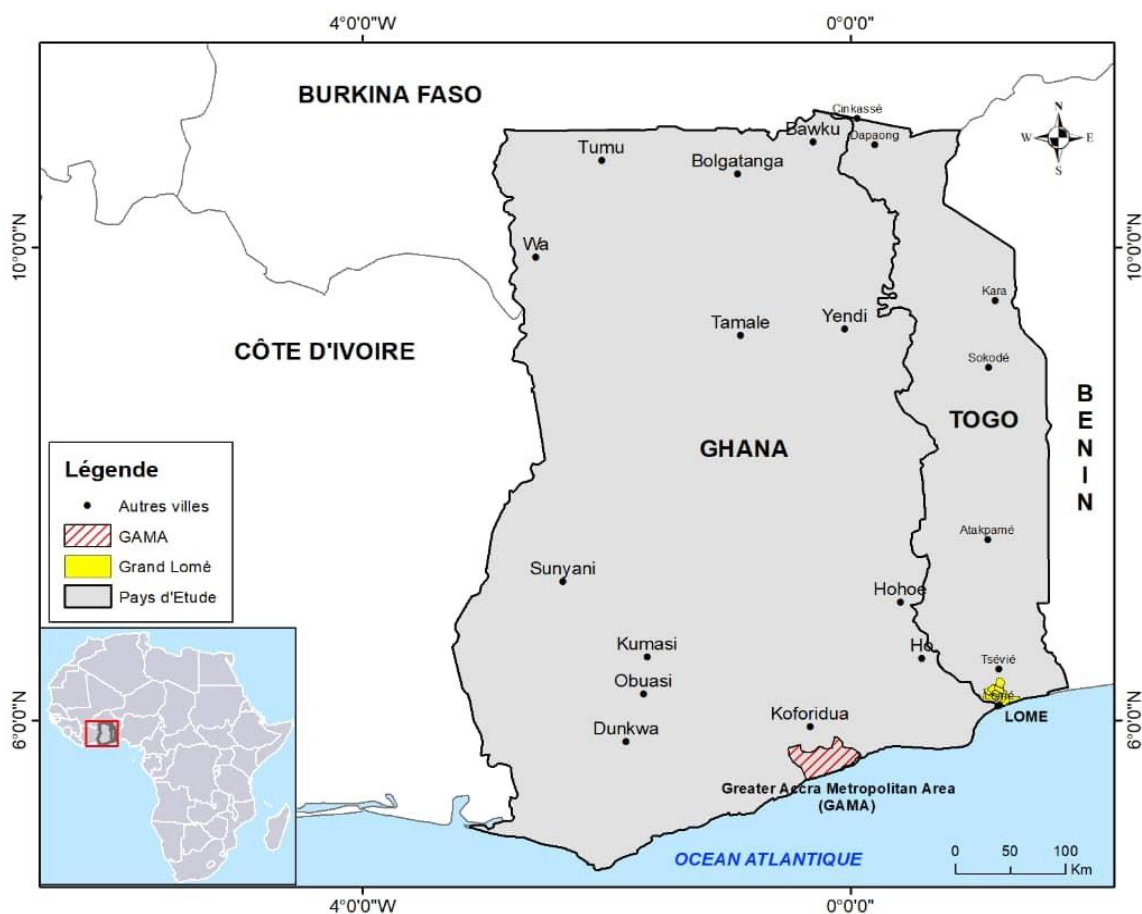 4°0'0"W
0°0'0"
BURKINA FASO
Cinkassé
Bawku
Dapaong
N
W
E
S
Tumu
Bolgatanga
10°0'0"N
10°0'0"N
Wa
Kara
Tamale
Yendi
CÔTE D'IVOIRE
Sokodé
BENIN
TOGO
GHANA
Légende
Autres villes
GAMA
Grand Lomé
Pays d'Etude
Atakpamé
Sunyani
Hohoe
Kumasi
Ho
Tsévié
Obuasi
Lomé
LOME
Koforidua
6°0'0"N
6°0'0"N
Dunkwa
Greater Accra Metropolitan Area
(GAMA)
OCEAN ATLANTIQUE
0 50 100
Km
4°0'0"W
0°0'0"